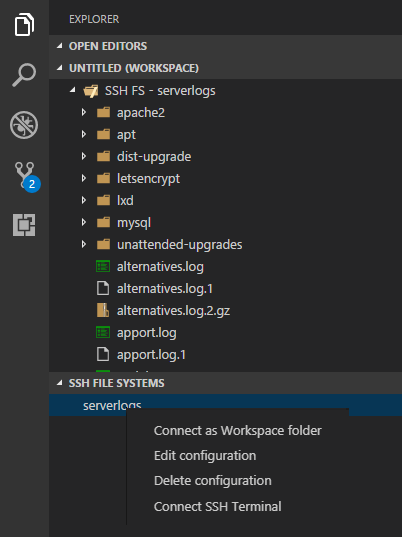 EXPLORER
OPEN EDITORS
UNTITLED (WORKSPACE)
SSH FS - serverlogs
apache2
apt
dist-upgrade
letsencrypt
lxd
mysql
unattended-upgrades
alternatives.log
alternatives.log.1
alternatives.log.2.gz
apport.log
apport.log.1
2
SSH FILE SYSTEMS
serverlogs
Connect as Workspace folder
Edit configuration
Delete configuration
Connect SSH Terminal